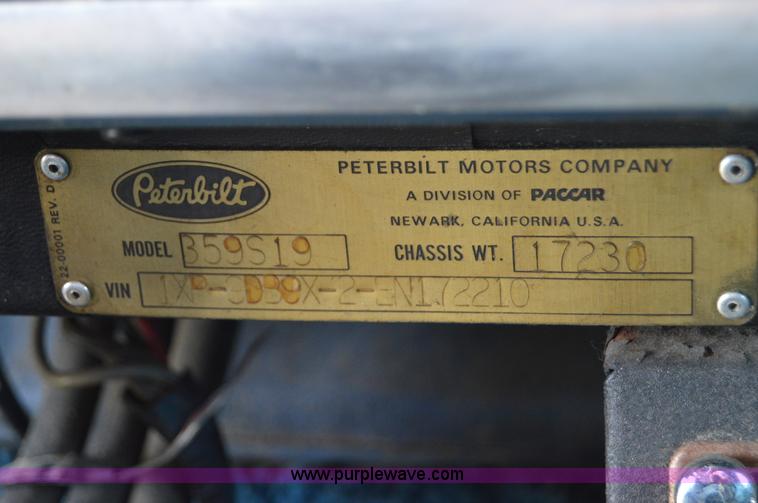 Peterbilt
PETERBILT MOTORS COMPANY
A DIVISION OF PACCAR
NEWARK, CALIFORNIA U.S.A.
22-00001 REV. D
MODEL 359S19 CHASSIS WT. 17230
VIN
www.purplewave.com